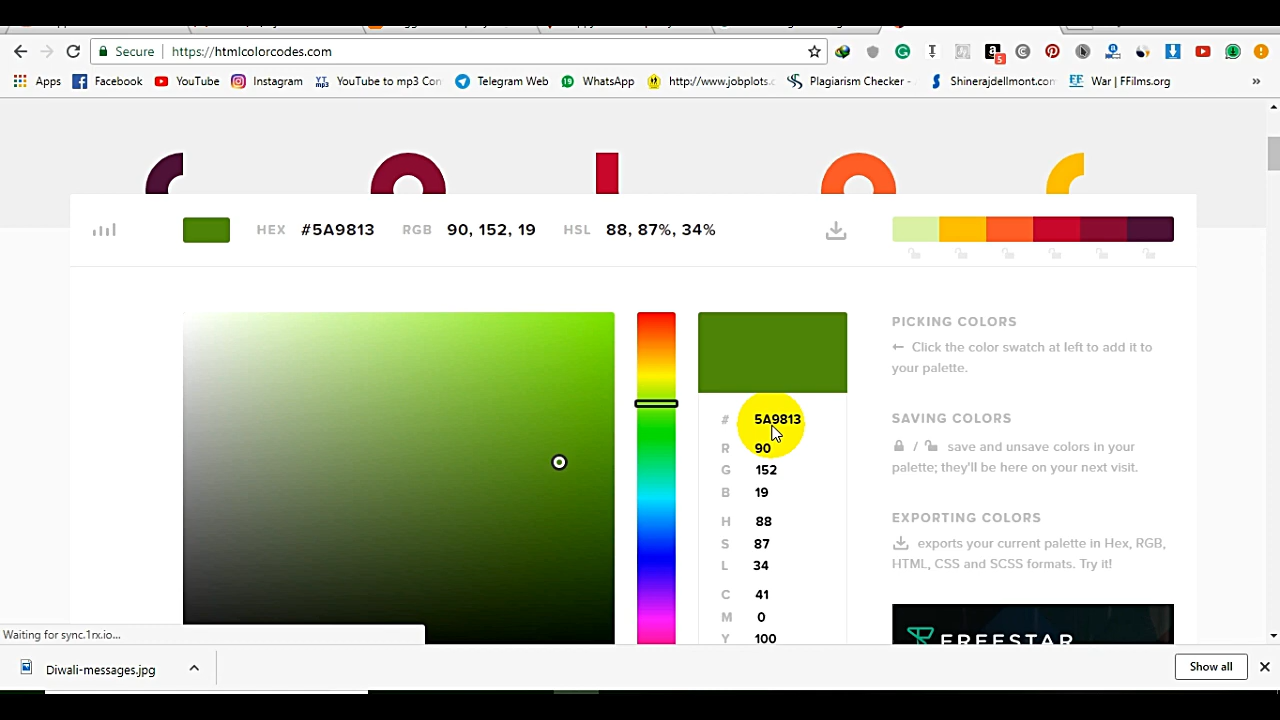 Secure https://htmlcolorcodes.com
Apps Facebook YouTube Instagram YouTube to mp3 Con Telegram Web WhatsApp http://www.jobplots.c Plagiarism Checker - Shinerajdellmont.com War | FFilms.org »
HEX #5A9813 RGB 90, 152, 19 HSL 88, 87%, 34%
# 5A9813
R 90
G 152
B 19
H 88
S 87
L 34
C 41
M 0
Y 100
PICKING COLORS
← Click the color swatch at left to add it to
your palette.
SAVING COLORS
/ save and unsave colors in your
palette; they'll be here on your next visit.
EXPORTING COLORS
exports your current palette in Hex, RGB,
HTML, CSS and SCSS formats. Try it!
FREESTAR
Waiting for sync.1rx.io...
Diwali-messages.jpg
Show all